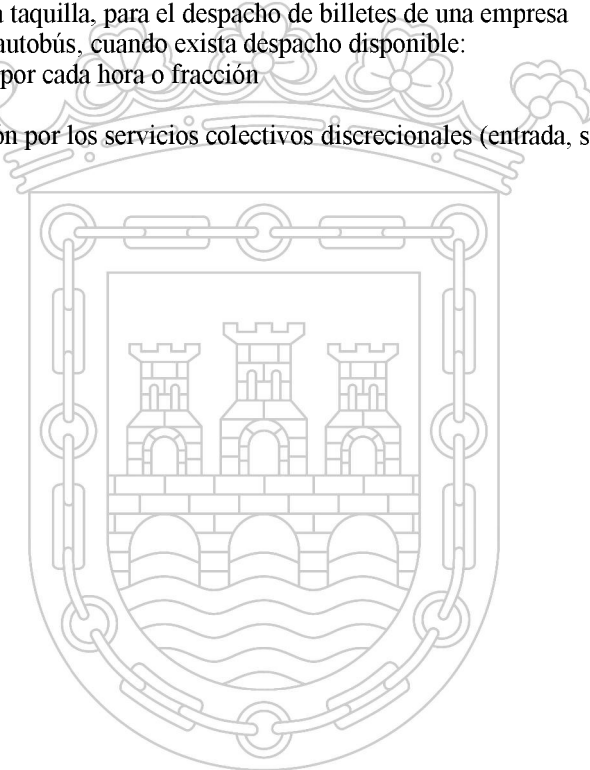 taquilla, para el despacho de billetes de una empresa
autobús, cuando exista despacho disponible:
por cada hora o fracción
por los servicios colectivos discrecionales (entrada, s